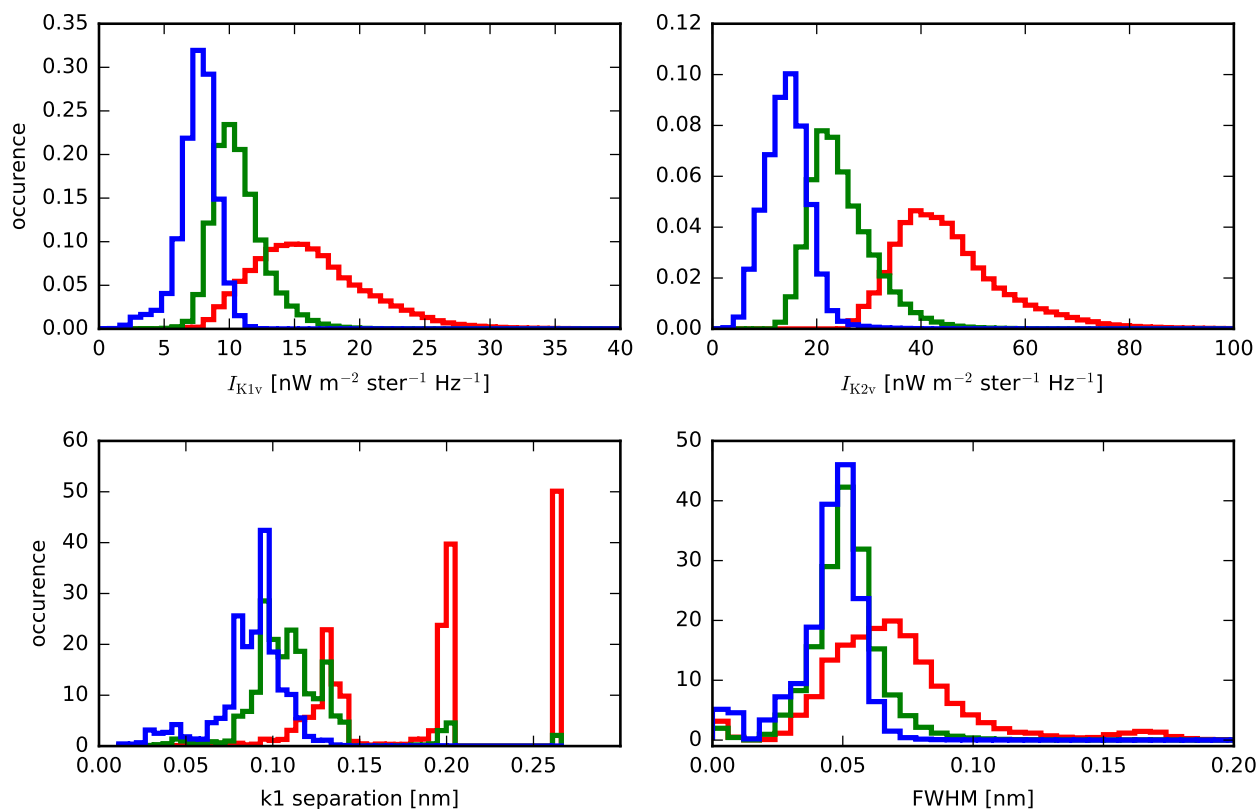 0.35
0.30
0.25
0.20
0.15
0.10
0.05
0.00
occurence
0 5 10 15 20 25 30 35 40
I_K1v [nW m−2 ster−1 Hz−1]
0.12
0.10
0.08
0.06
0.04
0.02
0.00
0 20 40 60 80 100
I_K2v [nW m−2 ster−1 Hz−1]
60
50
40
30
20
10
0
occurence
0.00 0.05 0.10 0.15 0.20 0.25
k1 separation [nm]
50
40
30
20
10
0
0.00 0.05 0.10 0.15 0.20
FWHM [nm]